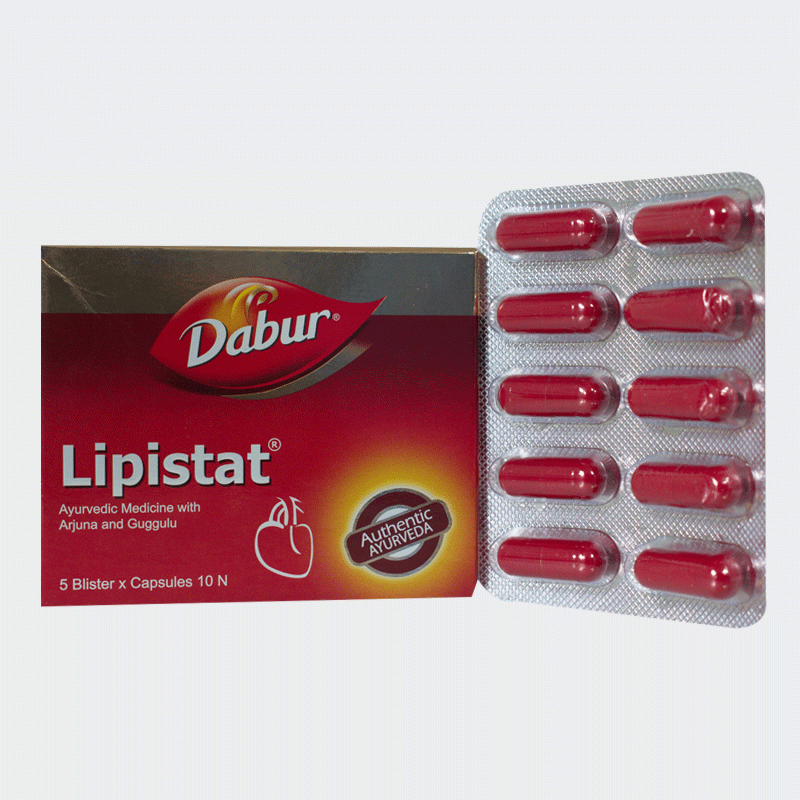 Dabur®
Lipistat®
Ayurvedic Medicine with
Arjuna and Guggulu
Authentic
AYURVEDA
5 Blister x Capsules 10 N